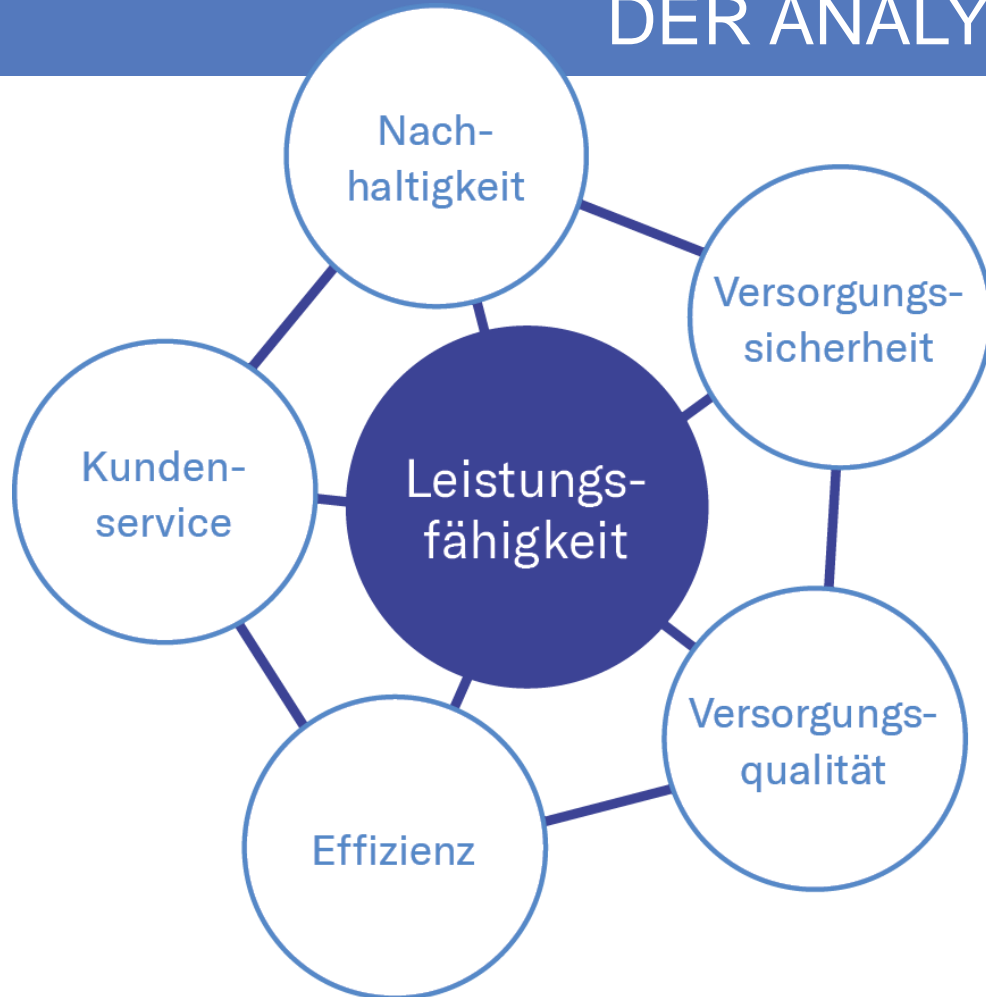 DER ANALY
Nach-
haltigkeit
Versorgungs-
sicherheit
Kunden-
service
Leistungs-
fähigkeit
Versorgungs-
qualität
Effizienz